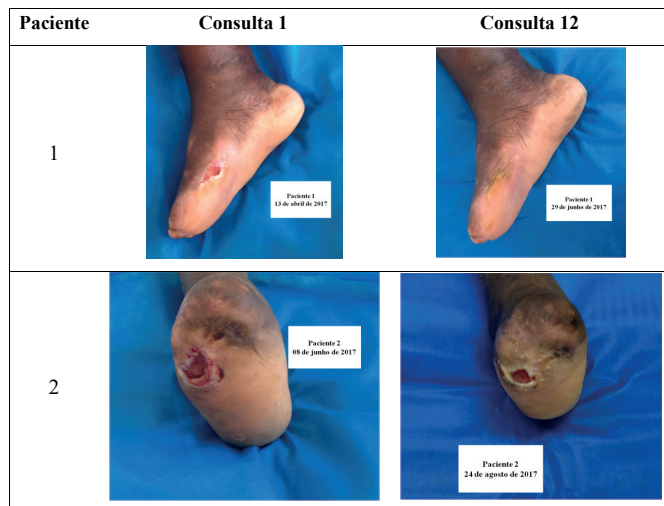 Paciente Consulta 1 Consulta 12
1
Paciente 1
13 de abril de 2017
Paciente 1
29 de junho de 2017
2
Paciente 2
08 de junho de 2017
Paciente 2
24 de agosto de 2017